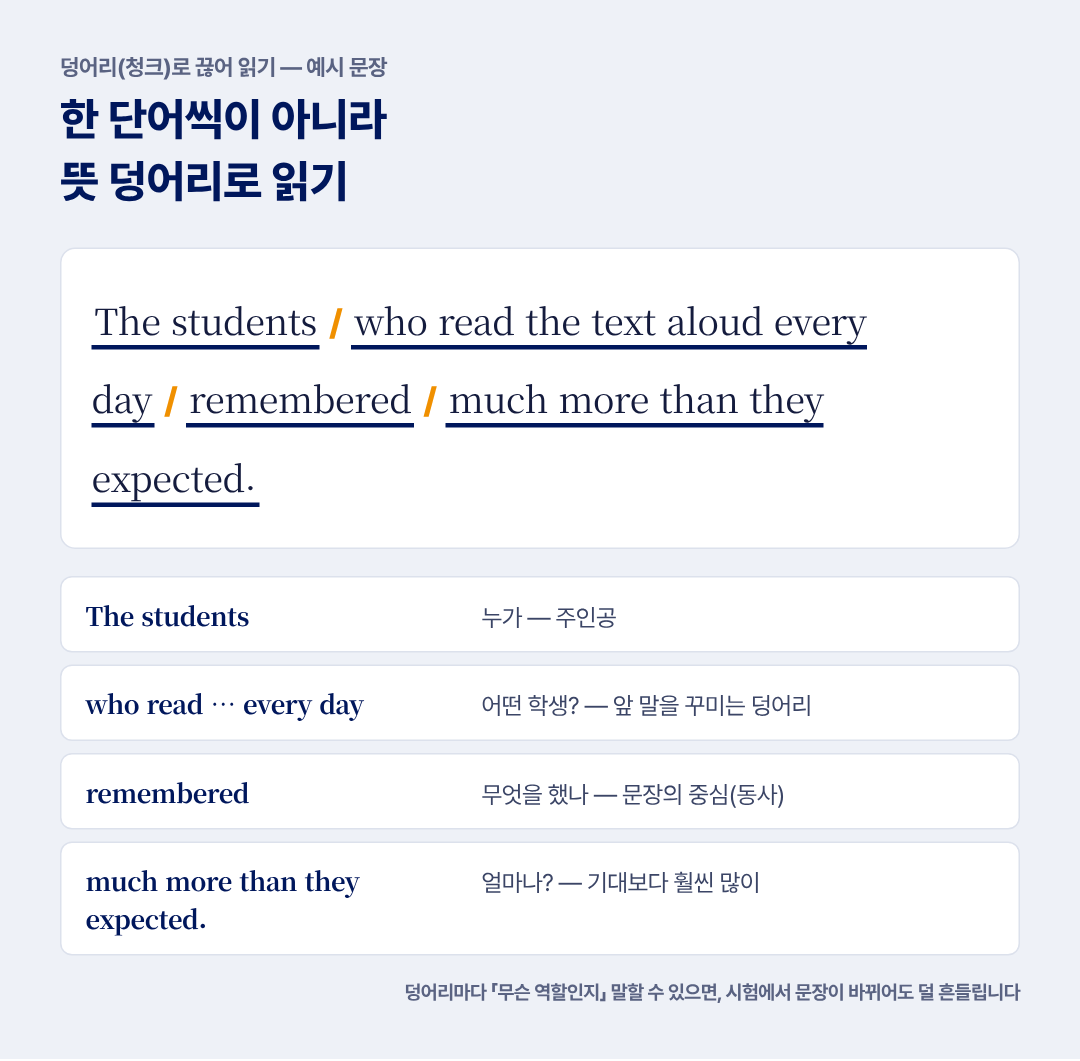 덩어리(청크)로 끊어 읽기 — 예시 문장
한 단어씩이 아니라
뜻 덩어리로 읽기
The students / who read the text aloud every
day / remembered / much more than they
expected.
The students 누가 — 주인공
who read ··· every day 어떤 학생? — 앞 말을 꾸미는 덩어리
remembered 무엇을 했나 — 문장의 중심(동사)
much more than they 얼마나? — 기대보다 훨씬 많이
expected.
덩어리마다 「무슨 역할인지」 말할 수 있으면, 시험에서 문장이 바뀌어도 덜 흔들립니다